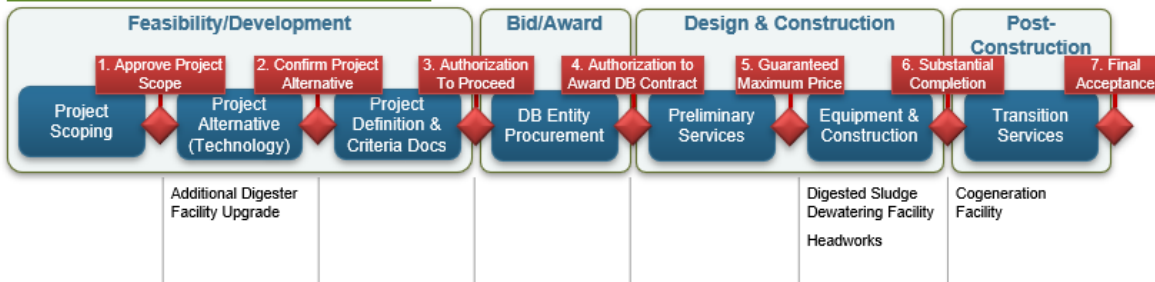 Feasibility/Development
Bid/Award
Design & Construction
Post-
Construction
1. Approve Project
Scope
2. Confirm Project
Alternative
3. Authorization
To Proceed
4. Authorization to
Award DB Contract
5. Guaranteed
Maximum Price
6. Substantial
Completion
7. Final
Acceptance
Project
Scoping
Project
Alternative
(Technology)
Project
Definition &
Criteria Docs
DB Entity
Procurement
Preliminary
Services
Equipment &
Construction
Transition
Services
Additional Digester
Facility Upgrade
Digested Sludge
Dewatering Facility
Headworks
Cogeneration
Facility